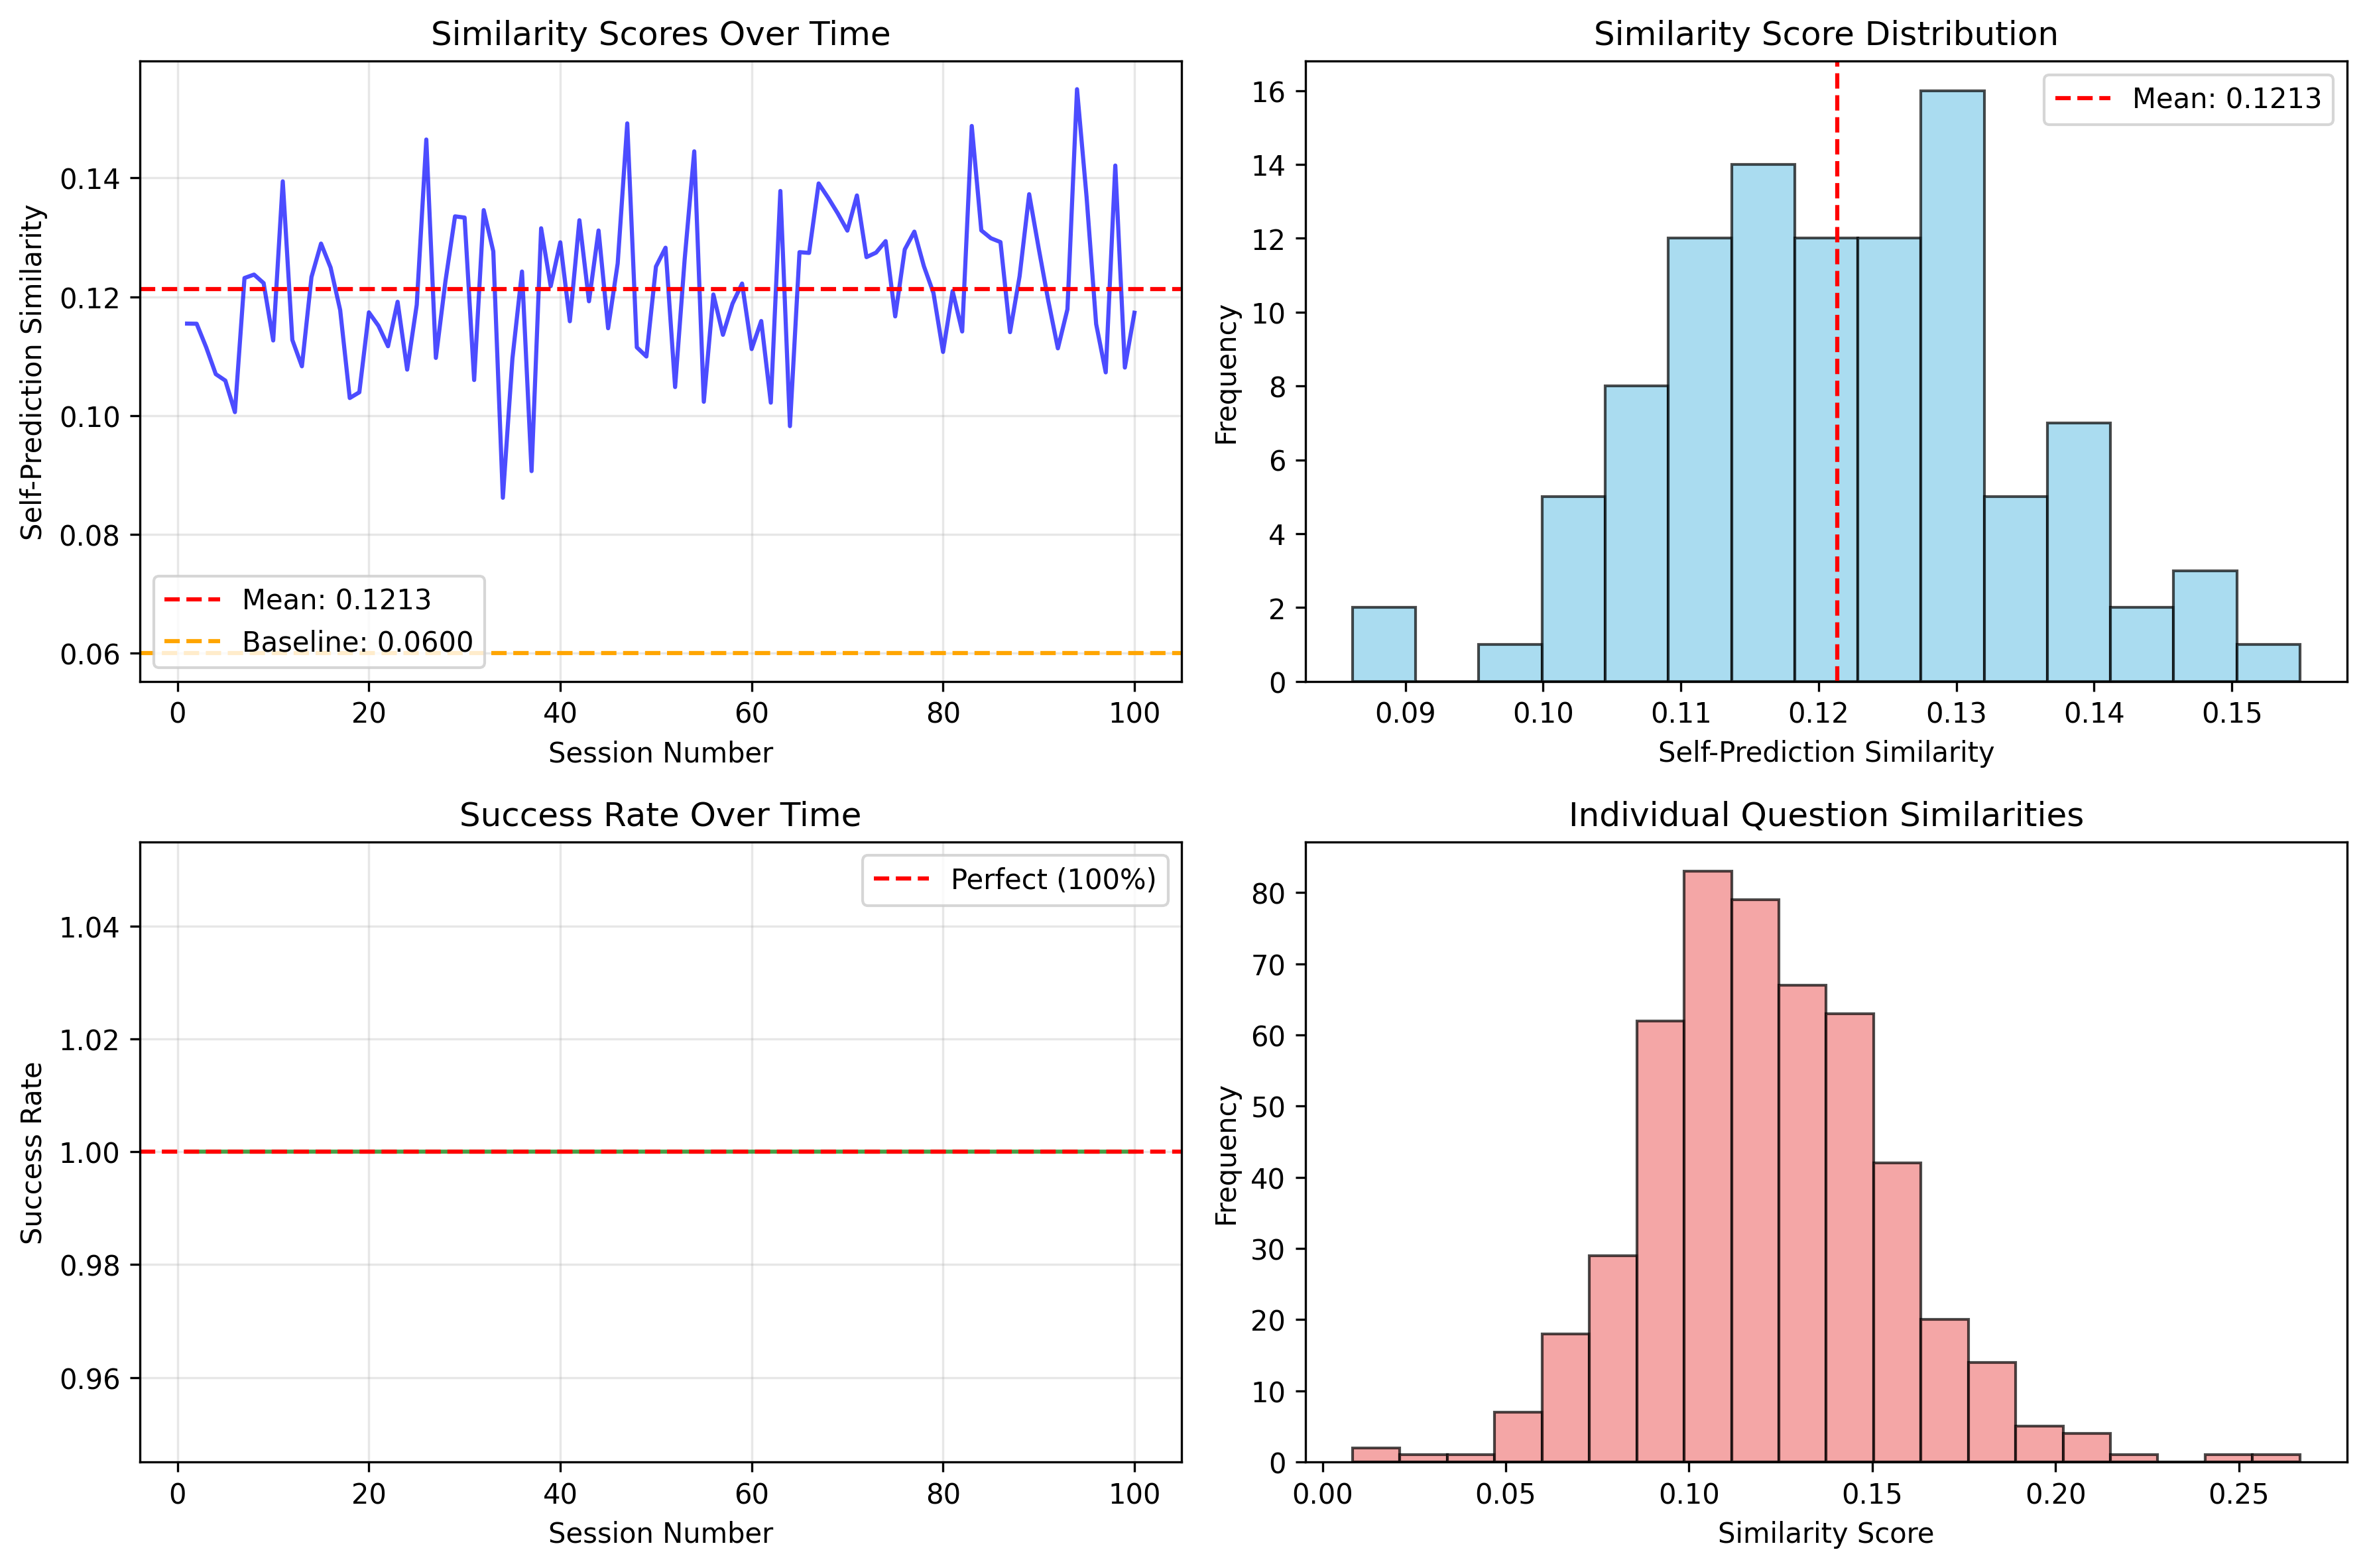 Similarity Scores Over Time
Self-Prediction Similarity
0.14
0.12
0.10
0.08
0.06
Mean: 0.1213
Baseline: 0.0600
0 20 40 60 80 100
Session Number
Similarity Score Distribution
Frequency
16
14
12
10
8
6
4
2
0
Mean: 0.1213
0.09 0.10 0.11 0.12 0.13 0.14 0.15
Self-Prediction Similarity
Success Rate Over Time
Success Rate
1.04
1.02
1.00
0.98
0.96
Perfect (100%)
0 20 40 60 80 100
Session Number
Individual Question Similarities
Frequency
80
70
60
50
40
30
20
10
0
0.00 0.05 0.10 0.15 0.20 0.25
Similarity Score